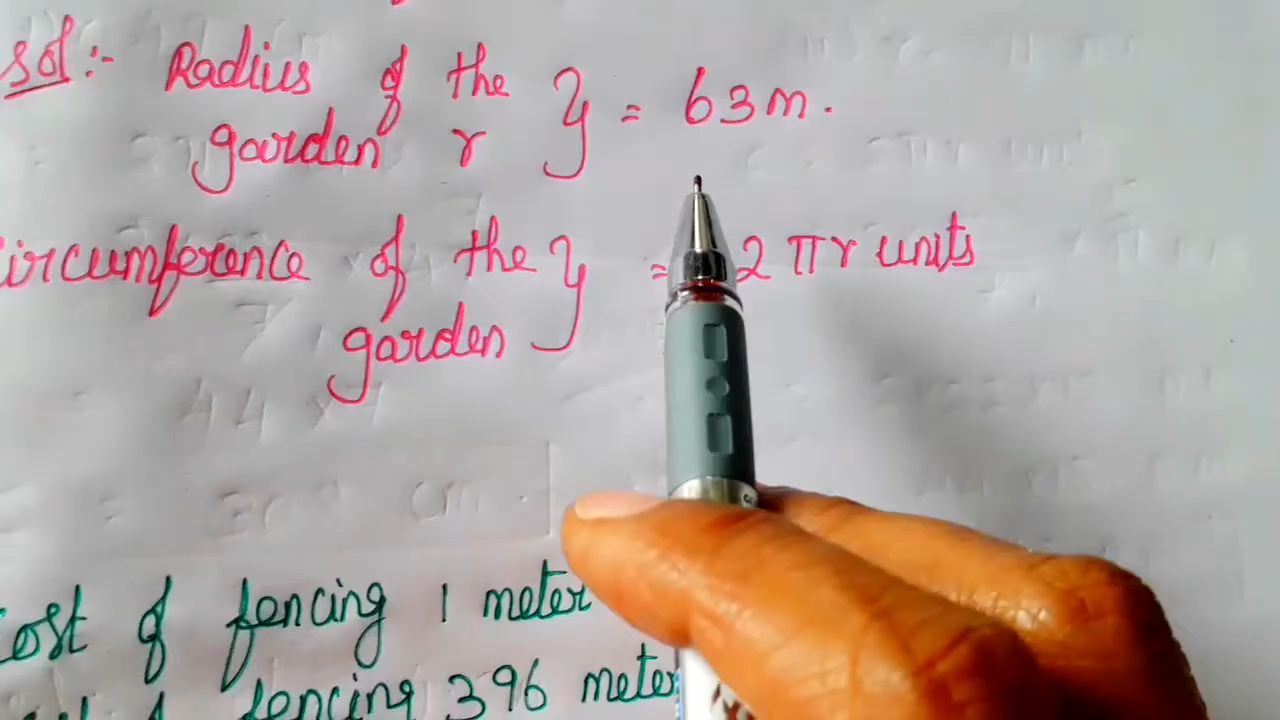 sol:- Radius of the } = 63m.
garden r
Circumference of the } = 2πr units
garden
Cost of fencing 1 meter
fencing 396 meter